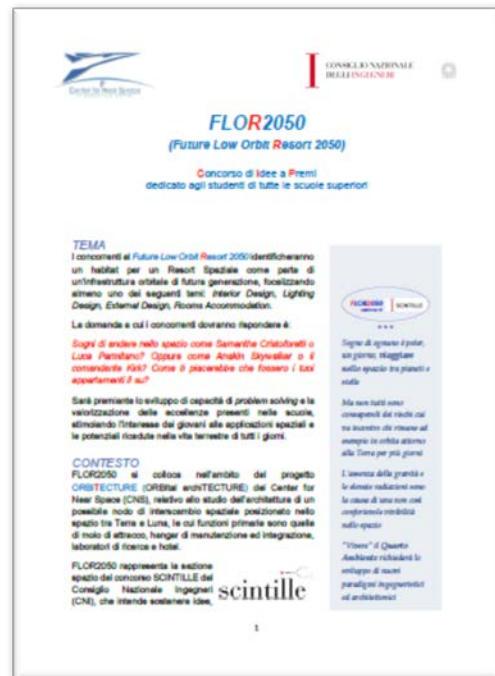 Center for Near Space
CONSIGLIO NAZIONALE
DEGLI INGEGNERI
FLOR2050
(Future Low Orbit Resort 2050)
Concorso di Idee a Premi
dedicato agli studenti di tutte le scuole superiori
TEMA
I concorrenti al Future Low Orbit Resort 2050 identificheranno
un habitat per un Resort Spaziale come parte di
un'infrastruttura orbitale di futura generazione, focalizzando
almeno uno dei seguenti temi: Interior Design, Lighting
Design, External Design, Rooms Accommodation.
La domanda a cui i concorrenti dovranno rispondere è:
Sogni di andare nello spazio come Samantha Cristoforetti o
Luca Parmitano? Oppure come Anakin Skywalker o il
comandante Kirk? Come ti piacerebbe che fossero i tuoi
appartamenti lì su?
Sarà premiante lo sviluppo di capacità di problem solving e la
valorizzazione delle eccellenze presenti nelle scuole,
stimolando l'interesse dei giovani alle applicazioni spaziali e
le potenziali ricadute nella vita terrestre di tutti i giorni.
CONTESTO
FLOR2050 si colloca nell'ambito del progetto
ORBITECTURE (ORBItal archiTECTURE) del Center for
Near Space (CNS), relativo allo studio dell'architettura di un
possibile nodo di interscambio spaziale posizionato nello
spazio tra Terra e Luna, le cui funzioni primarie sono quelle
di molo di attracco, hangar di manutenzione ed integrazione,
laboratori di ricerca e hotel.
FLOR2050 rappresenta la sezione
spazio del concorso SCINTILLE del
Consiglio Nazionale Ingegneri
(CNI), che intende sostenere idee,
scintille
FLOR2050
SCINTILLE
* * *
Sogno di ognuno è poter,
un giorno, viaggiare
nello spazio tra pianeti e
stelle
Ma non tutti sono
consapevoli dei rischi cui
tra incontro chi rimane ad
esempio in orbita attorno
alla Terra per più giorni
L'assenza della gravità e
le elevate radiazioni sono
la causa di una non così
confortevole vivibilità
nello spazio
"Vivere" il Quarto
Ambiente richiederà lo
sviluppo di nuovi
paradigmi ingegneristici
ed architettonici
1